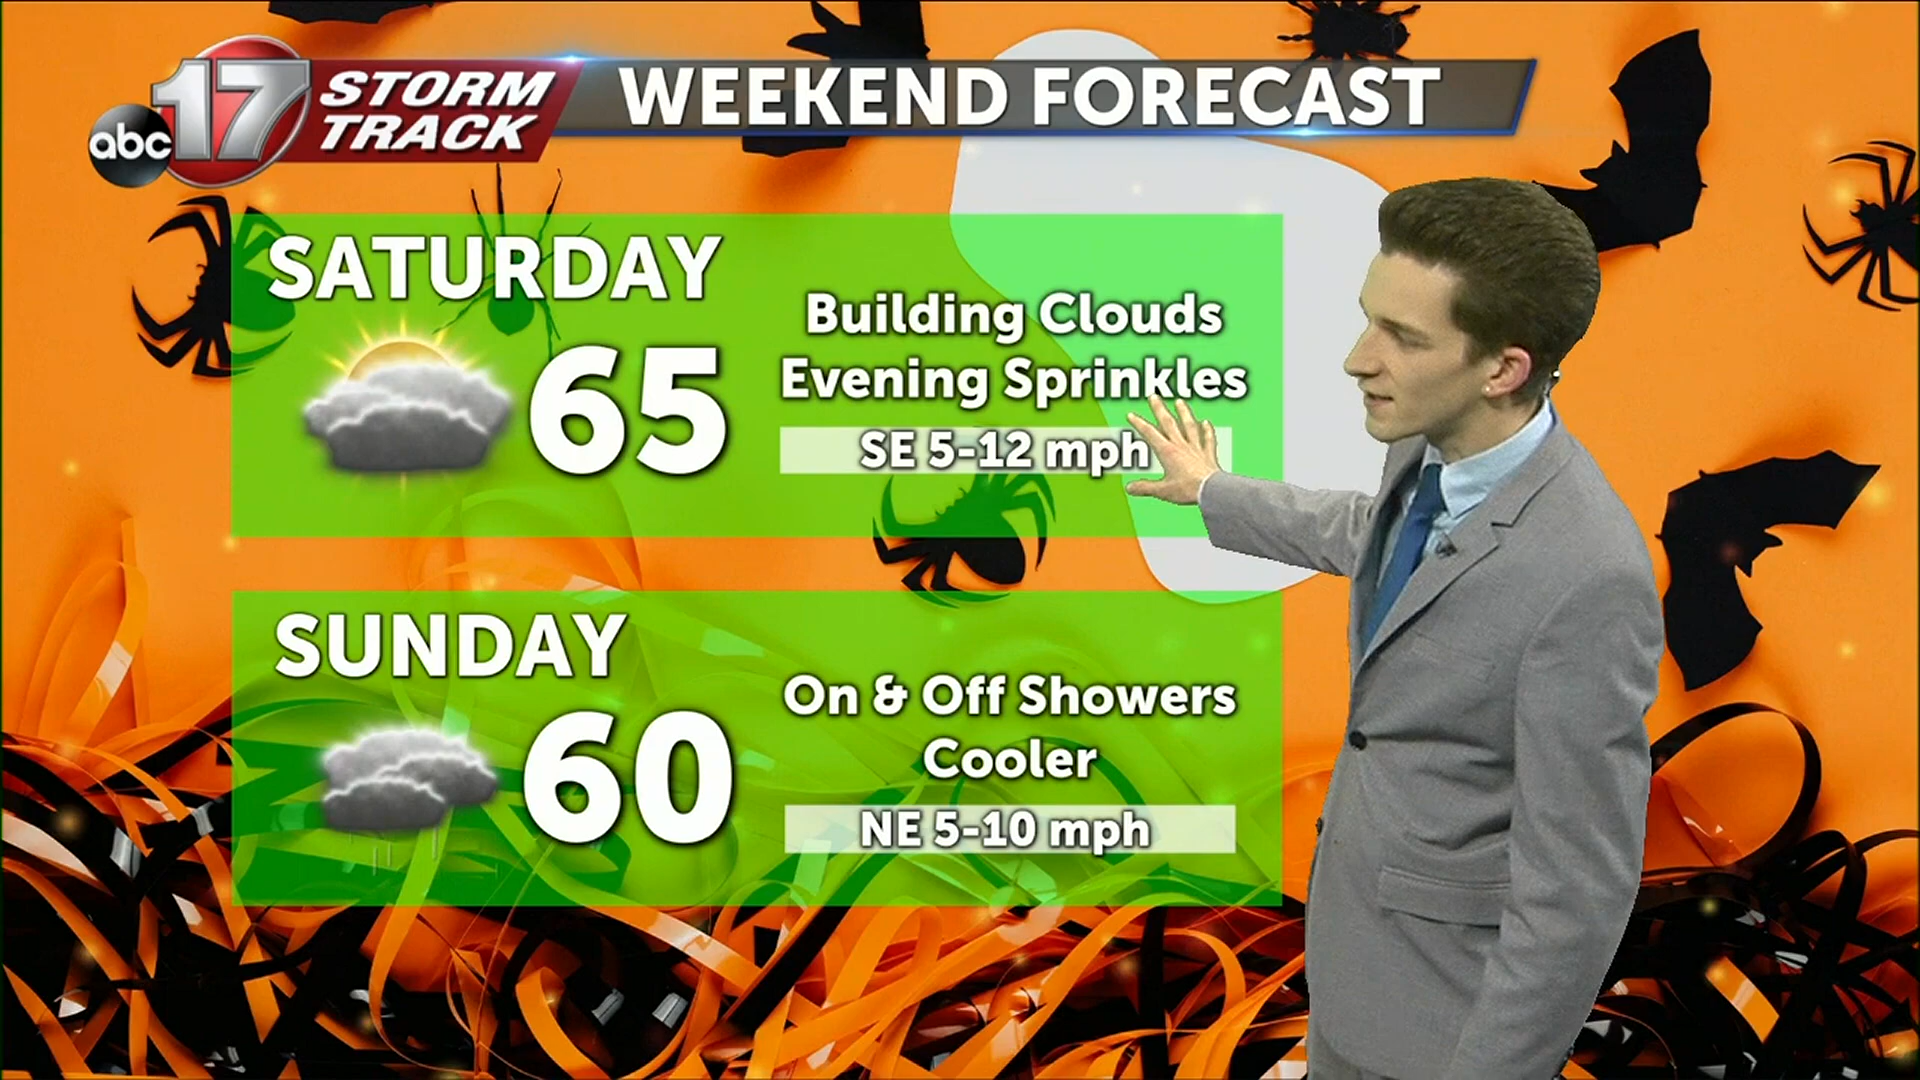 abc 17 STORM TRACK
WEEKEND FORECAST
SATURDAY
65
Building Clouds
Evening Sprinkles
SE 5-12 mph
SUNDAY
60
On & Off Showers
Cooler
NE 5-10 mph